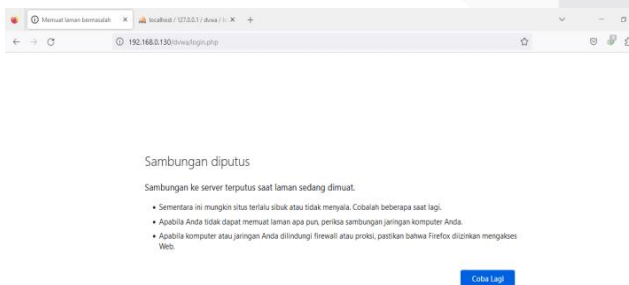 Memuat laman bermasalah
localhost / 127.0.0.1 / dvwa /
192.168.0.130/dvwa/login.php
Sambungan diputus
Sambungan ke server terputus saat laman sedang dimuat.
Sementara ini mungkin situs terlalu sibuk atau tidak menyala. Cobalah beberapa saat lagi.
Apabila Anda tidak dapat memuat laman apa pun, periksa sambungan jaringan komputer Anda.
Apabila komputer atau jaringan Anda dilindungi firewall atau proksi, pastikan bahwa Firefox diizinkan mengakses
Web.
Coba Lagi